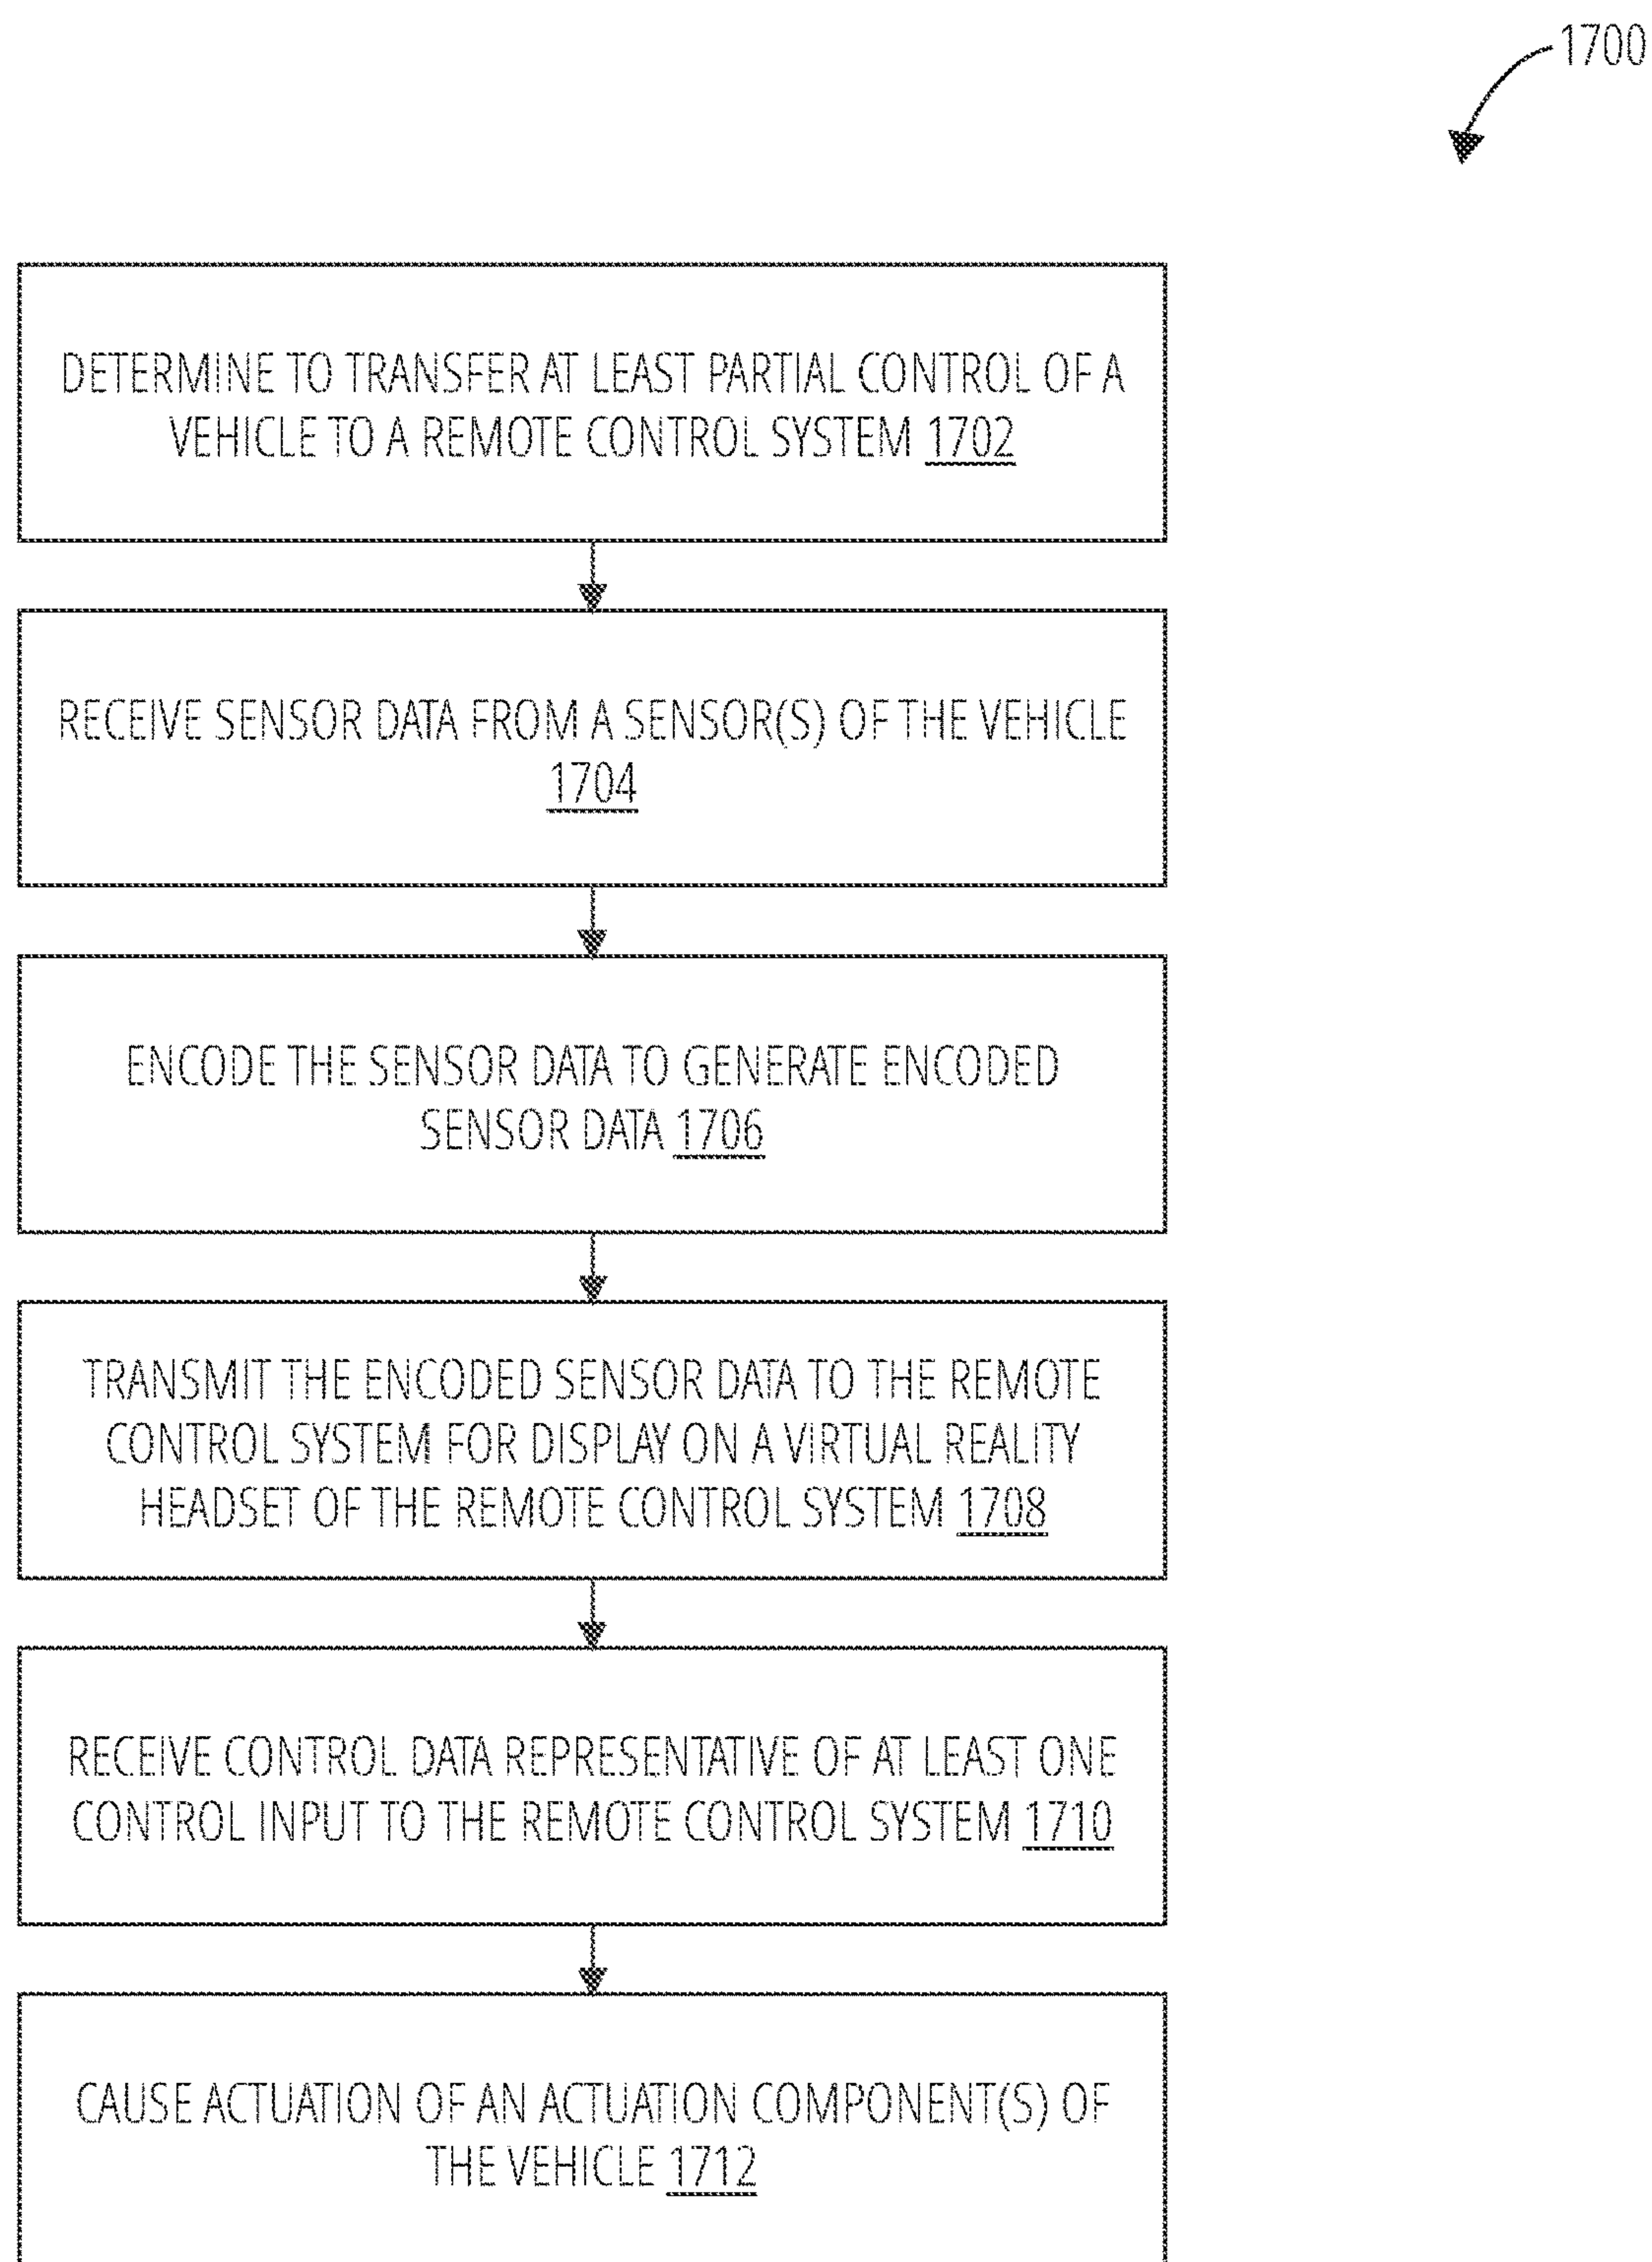 1700
DETERMINE TO TRANSFER AT LEAST PARTIAL CONTROL OF A
VEHICLE TO A REMOTE CONTROL SYSTEM 1702
RECEIVE SENSOR DATA FROM A SENSOR(S) OF THE VEHICLE
1704
ENCODE THE SENSOR DATA TO GENERATE ENCODED
SENSOR DATA 1706
TRANSMIT THE ENCODED SENSOR DATA TO THE REMOTE
CONTROL SYSTEM FOR DISPLAY ON A VIRTUAL REALITY
HEADSET OF THE REMOTE CONTROL SYSTEM 1708
RECEIVE CONTROL DATA REPRESENTATIVE OF AT LEAST ONE
CONTROL INPUT TO THE REMOTE CONTROL SYSTEM 1710
CAUSE ACTUATION OF AN ACTUATION COMPONENT(S) OF
THE VEHICLE 1712